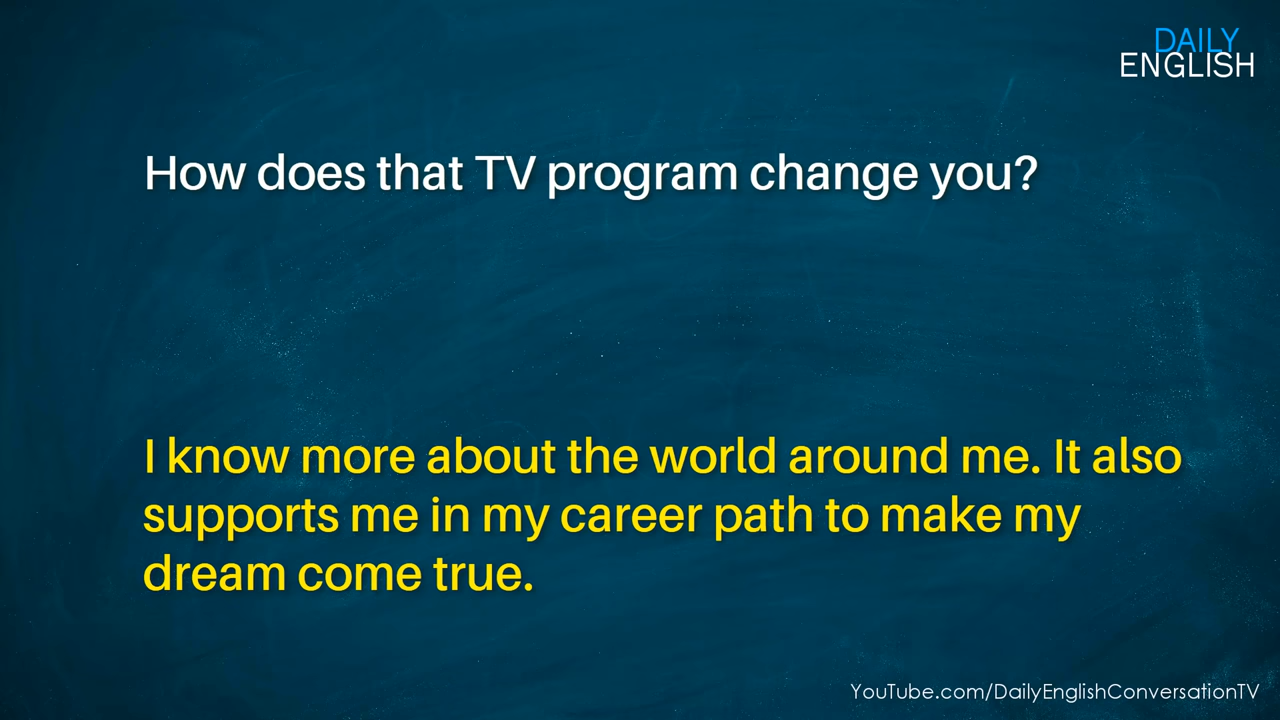 DAILY
ENGLISH
How does that TV program change you?
I know more about the world around me. It also
supports me in my career path to make my
dream come true.
YouTube.com/DailyEnglishConversationTV